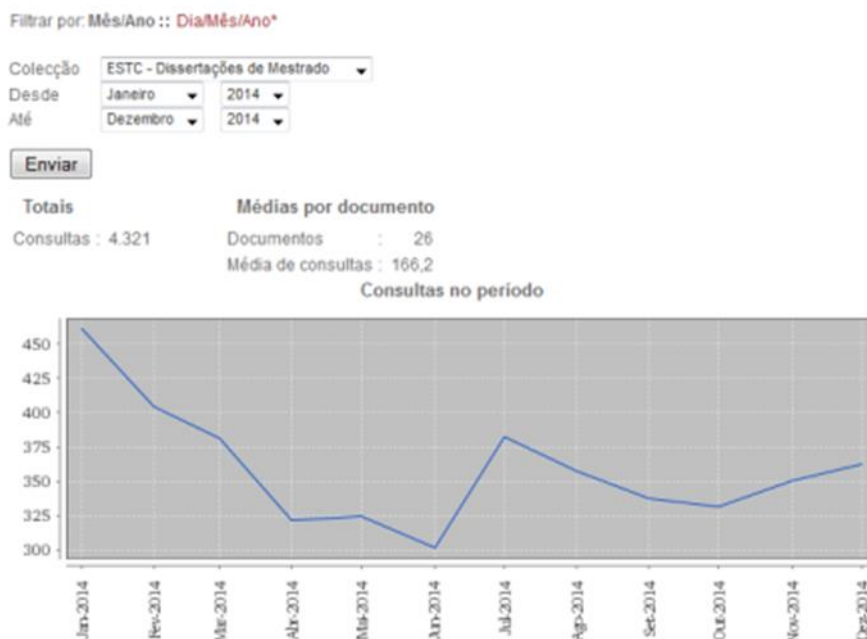 Filtrar por: Mês/Ano :: Dia/Mês/Ano*
Colecção ESTC - Dissertações de Mestrado
Desde Janeiro 2014
Até Dezembro 2014
Enviar
Totais Médias por documento
Consultas : 4.321 Documentos : 26
Média de consultas : 166,2
Consultas no período
450
425
400
375
350
325
300
Jan-2014 Fev-2014 Mar-2014 Abr-2014 Mai-2014 Jun-2014 Jul-2014 Ago-2014 Set-2014 Out-2014 Nov-2014 Dez-2014